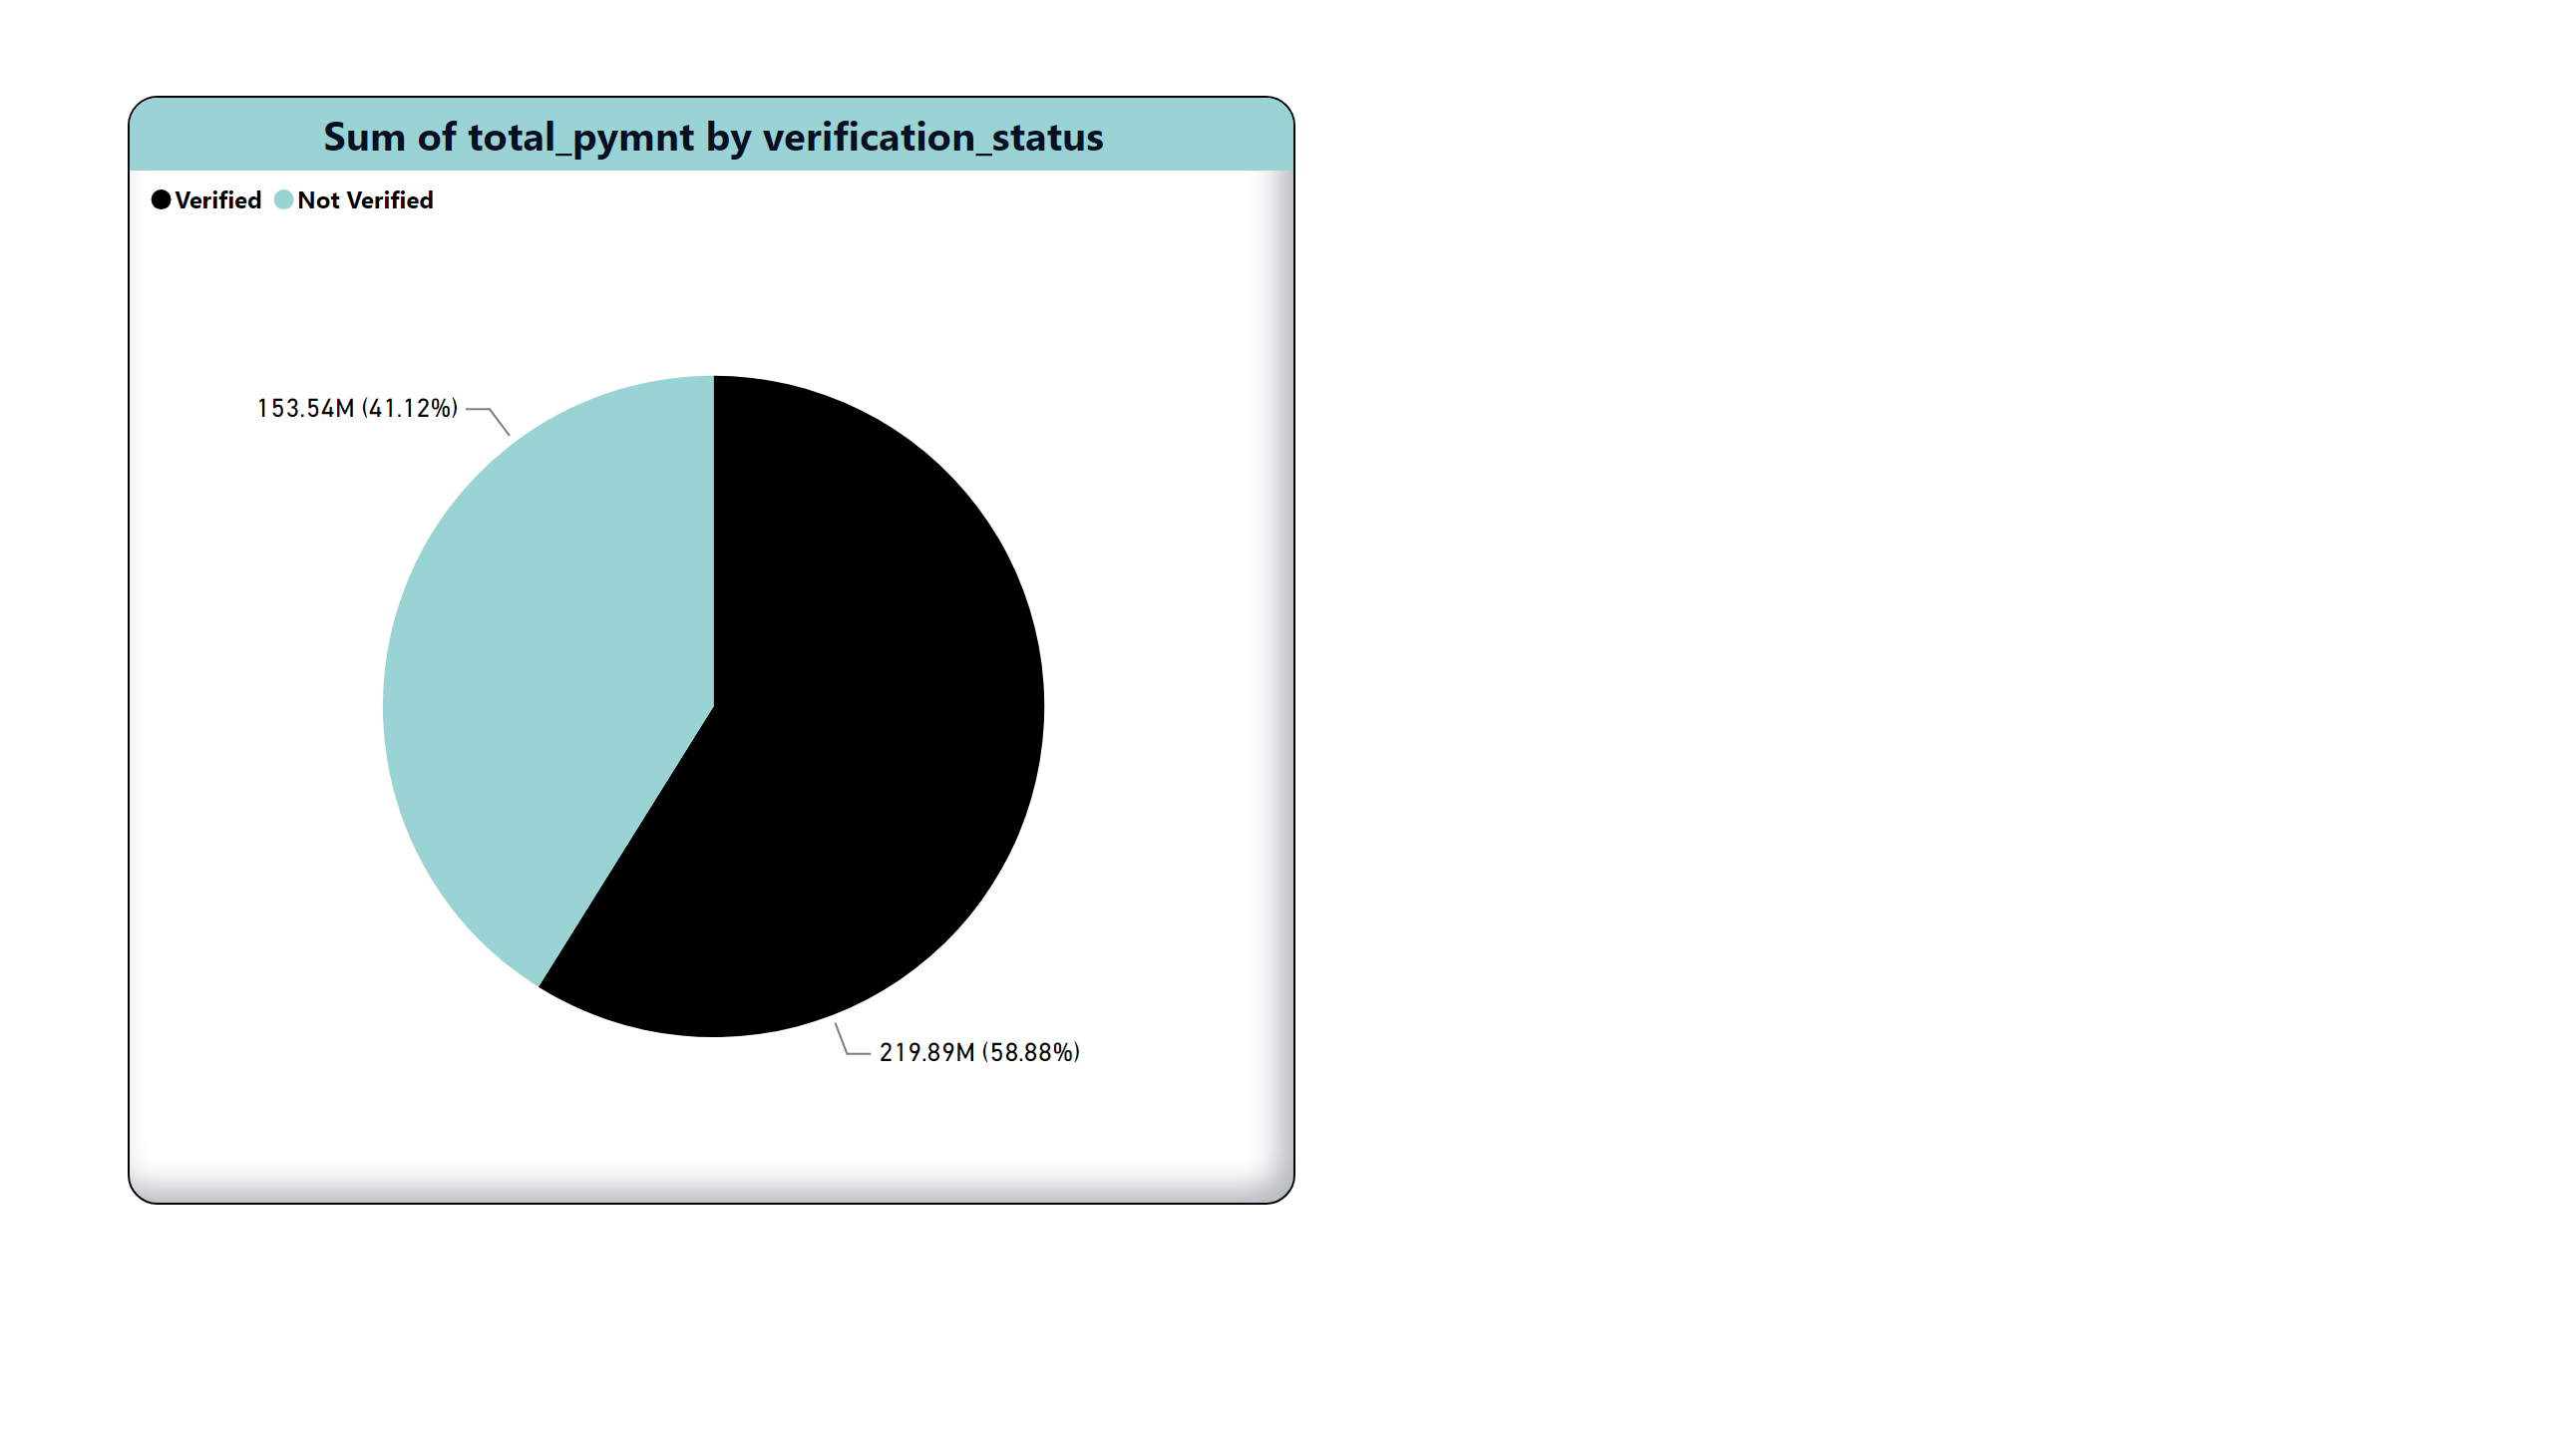 Sum of total_pymnt by verification_status
Verified Not Verified
153.54M (41.12%)
219.89M (58.88%)